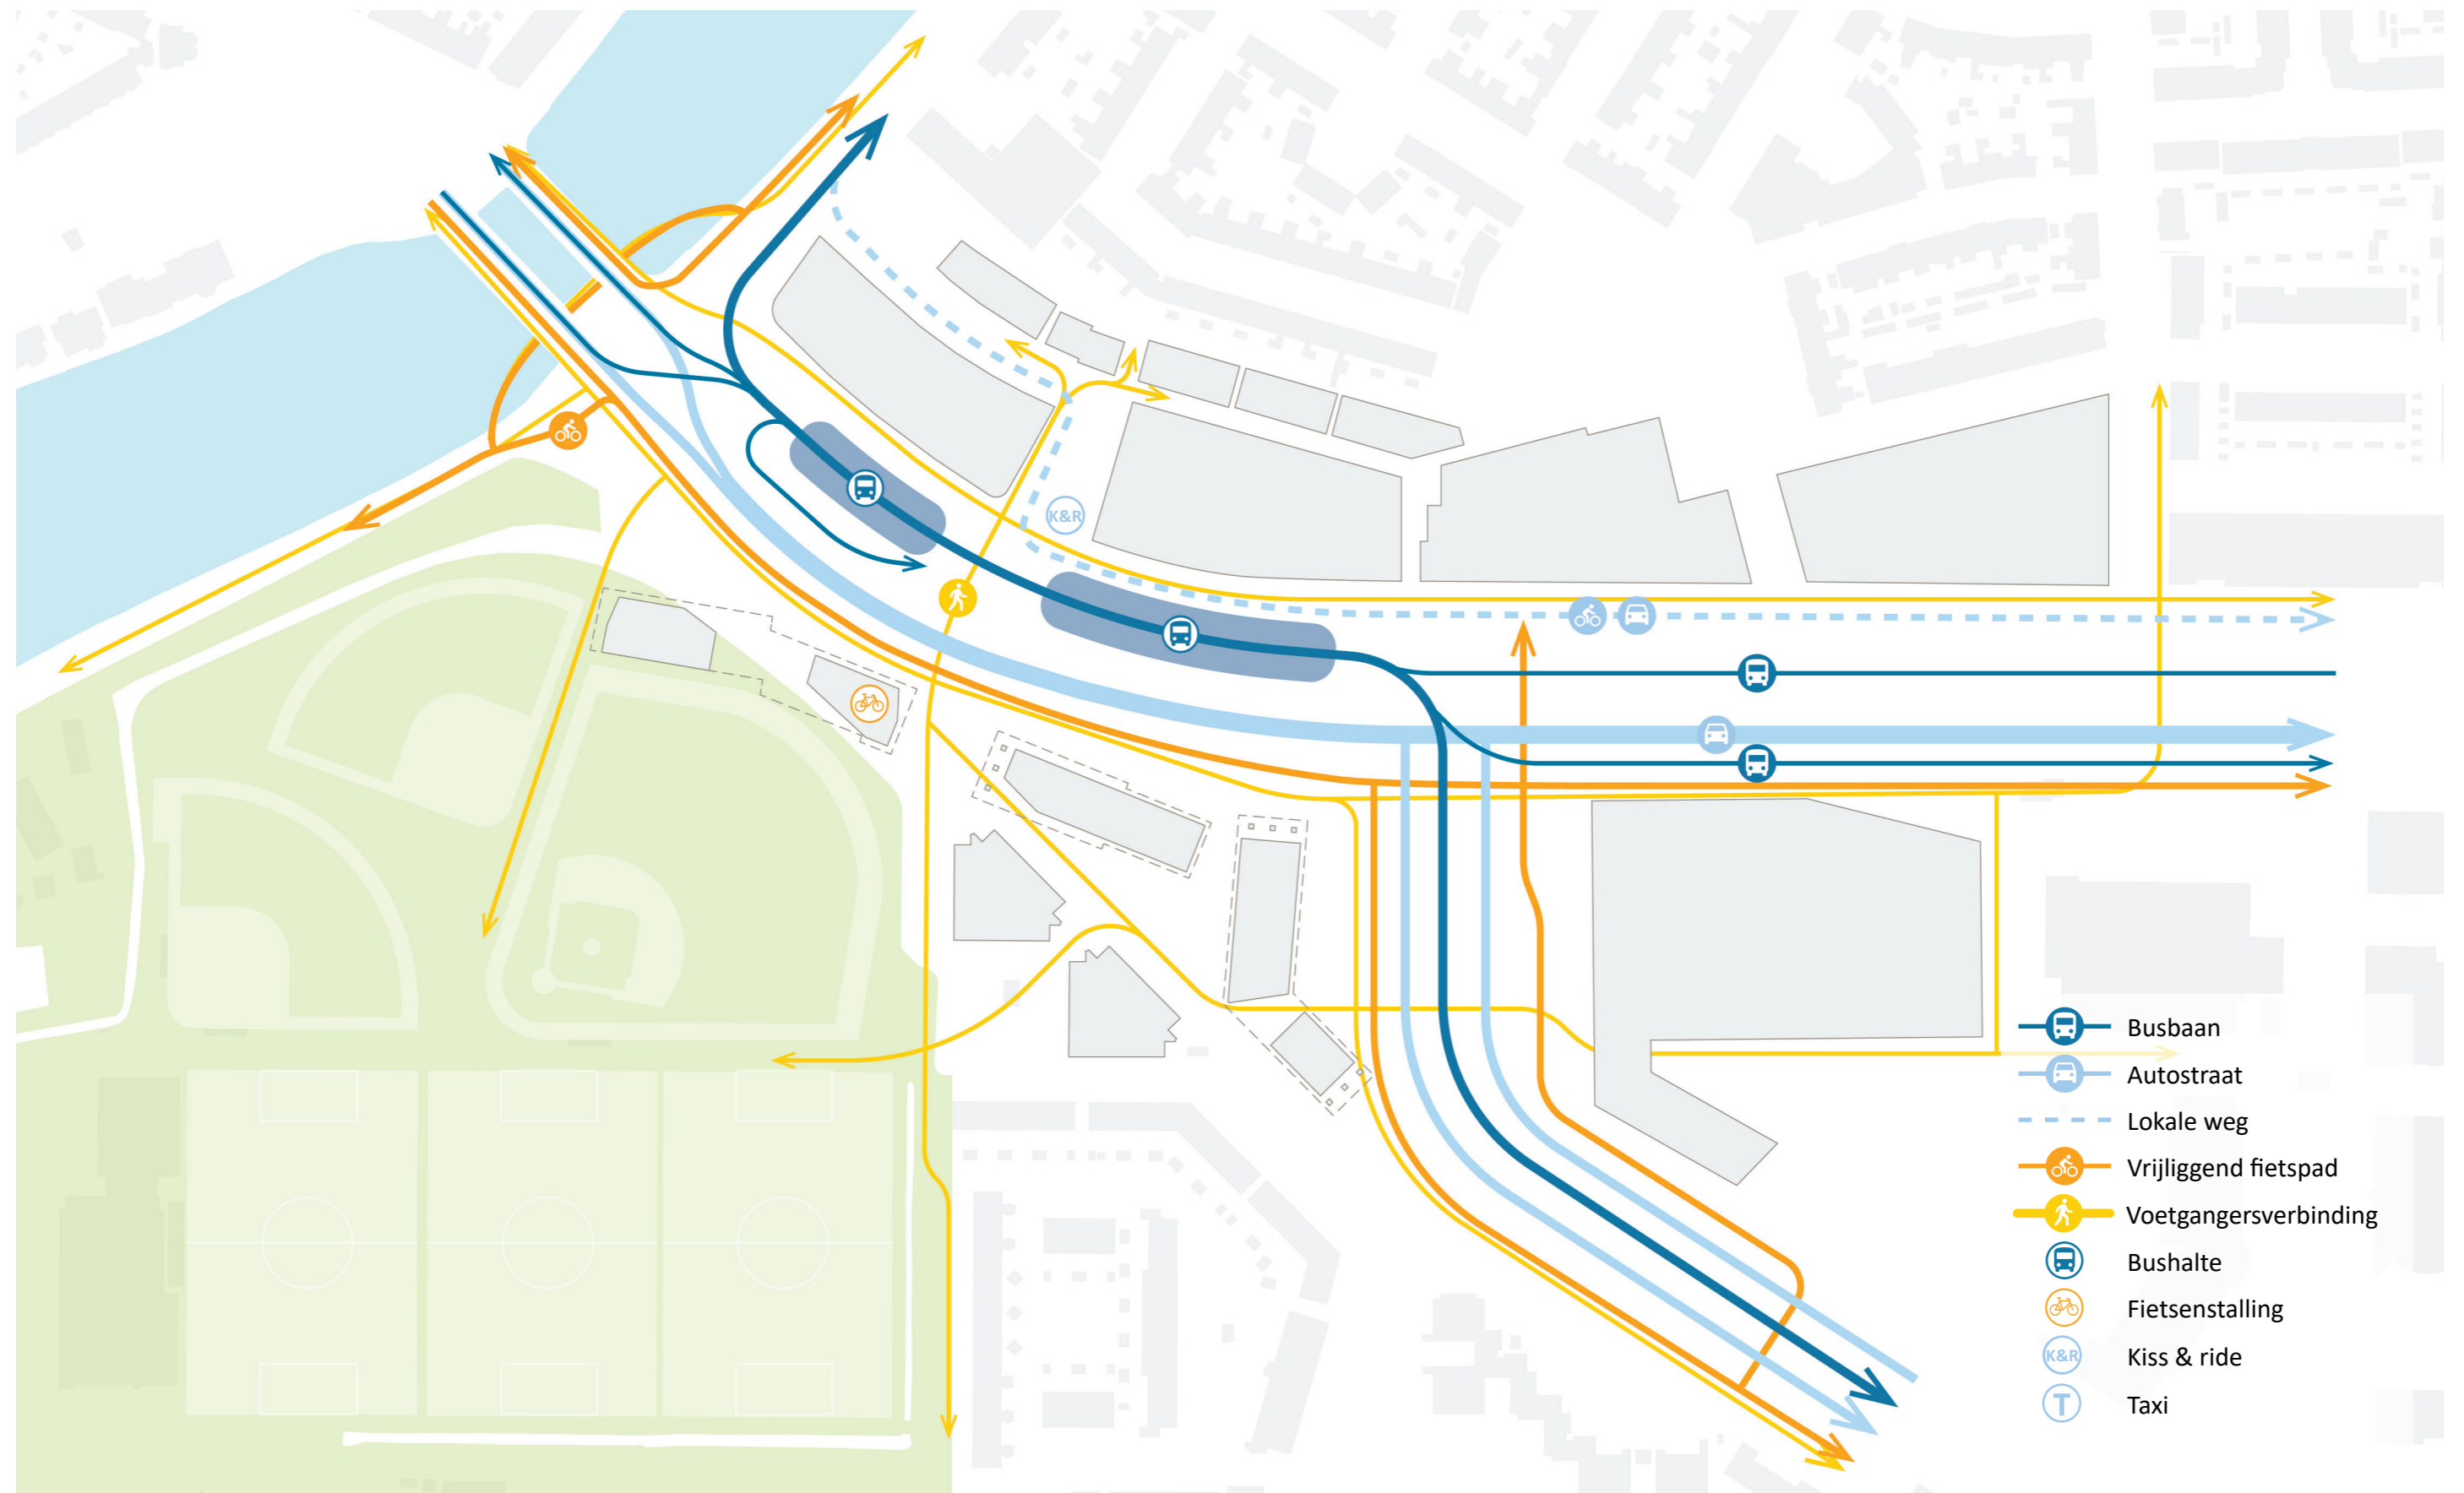 K&R
Busbaan
Autostraat
Lokale weg
Vrijliggend fietspad
Voetgangersverbinding
Bushalte
Fietsenstalling
K&R Kiss & ride
T Taxi